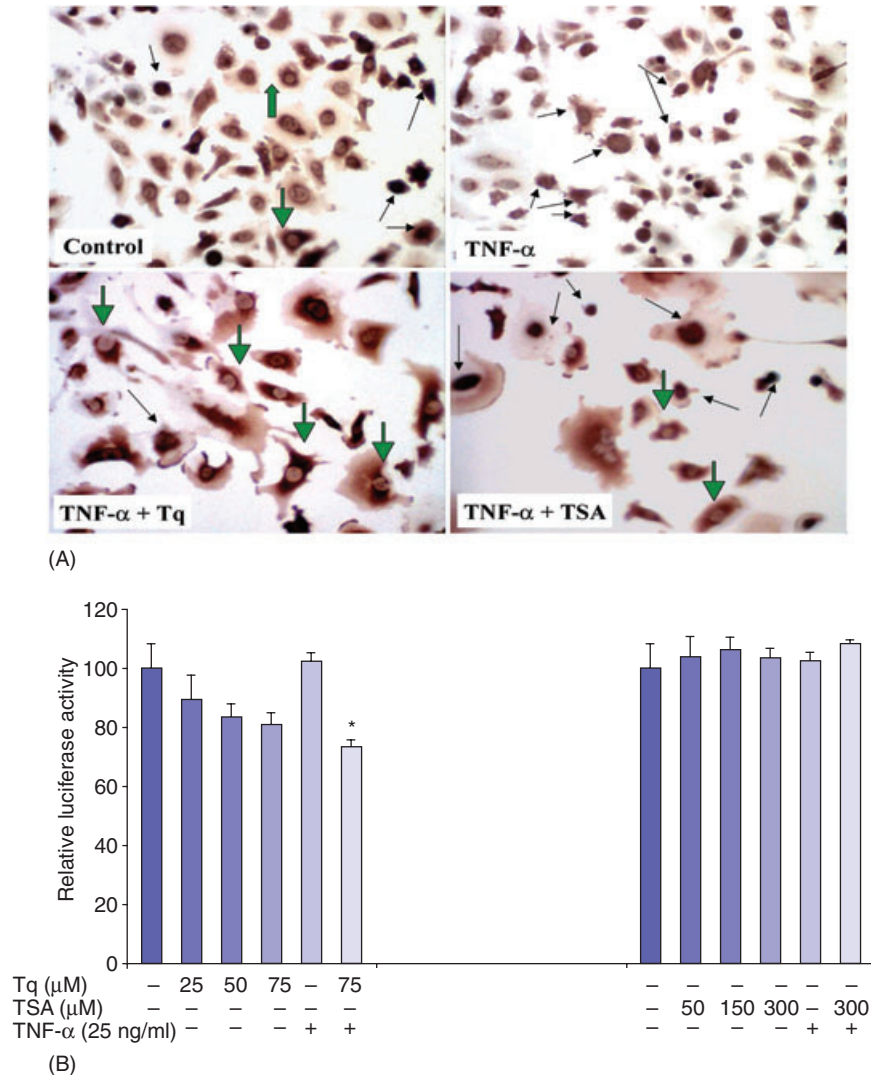 Control
TNF-α
TNF-α + Tq
TNF-α + TSA
(A)
120
100
80
60
40
20
0
Relative luciferase activity
*
Tq (μM) – 25 50 75 – 75
TSA (μM) – – – – – – – 50 150 300 – 300
TNF-α (25 ng/ml) – – – – + + – – – – + +
(B)